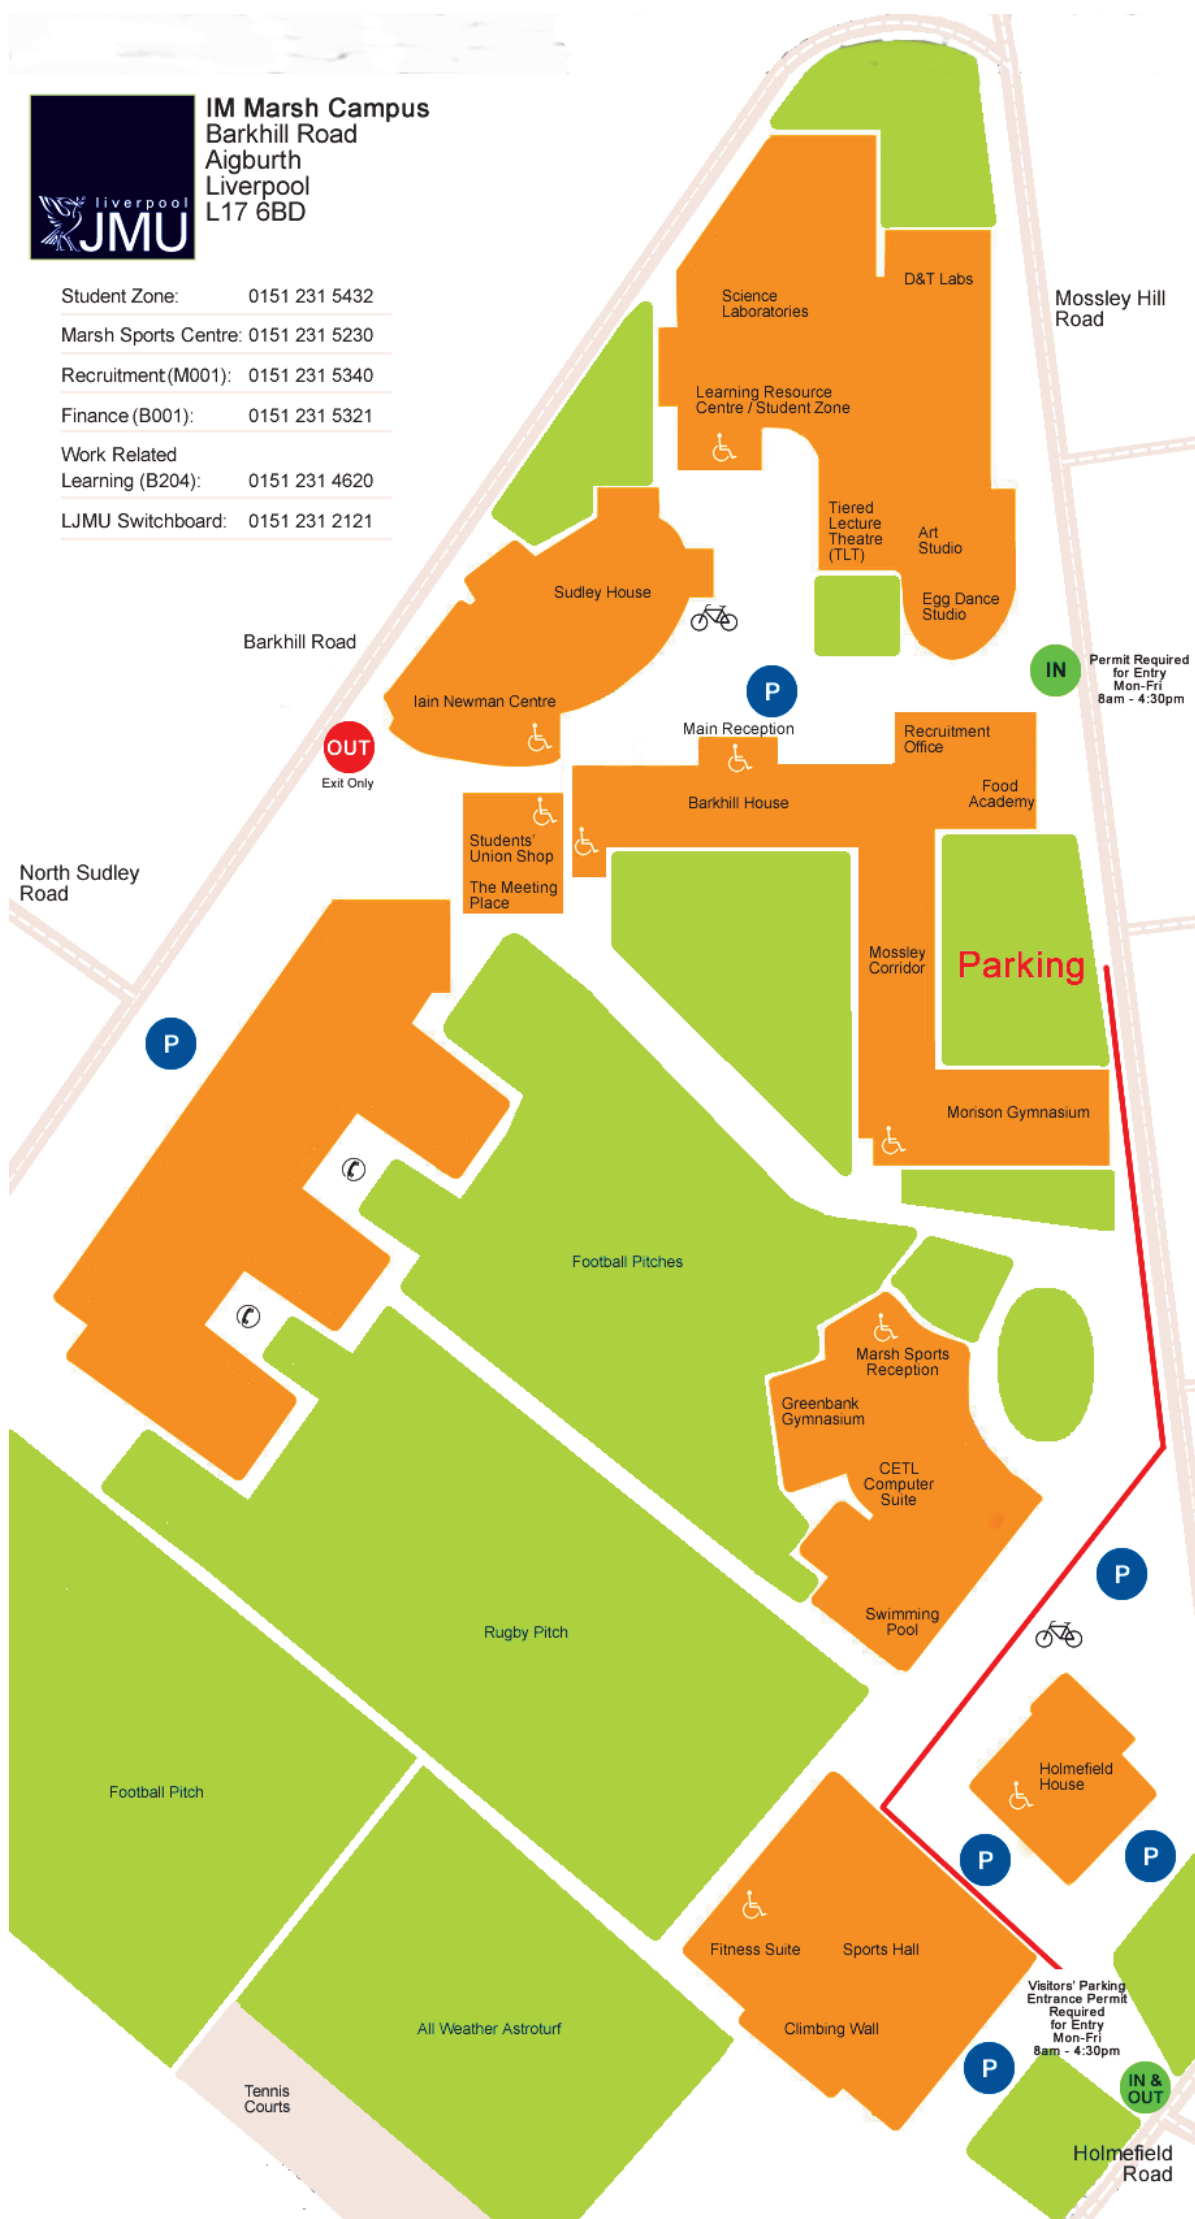 IM Marsh Campus
Barkhill Road
Aigburth
Liverpool
L17 6BD
liverpool
JMU
Student Zone: 0151 231 5432
Marsh Sports Centre: 0151 231 5230
Recruitment (M001): 0151 231 5340
Finance (B001): 0151 231 5321
Work Related
Learning (B204): 0151 231 4620
LJMU Switchboard: 0151 231 2121
D&T Labs
Science
Laboratories
Mossley Hill
Road
Learning Resource
Centre / Student Zone
Tiered
Lecture
Theatre
(TLT)
Art
Studio
Egg Dance
Studio
Sudley House
Barkhill Road
IN
Permit Required
for Entry
Mon-Fri
8am - 4:30pm
P
Iain Newman Centre
Main Reception
Recruitment
Office
OUT
Exit Only
Food
Academy
Barkhill House
Students'
Union Shop
The Meeting
Place
North Sudley
Road
Mossley
Corridor
Parking
P
Morison Gymnasium
Football Pitches
Marsh Sports
Reception
Greenbank
Gymnasium
CETL
Computer
Suite
P
Swimming
Pool
Rugby Pitch
Holmefield
House
Football Pitch
P
P
Fitness Suite
Sports Hall
Visitors' Parking
Entrance Permit
Required
for Entry
Mon-Fri
8am - 4:30pm
All Weather Astroturf
Climbing Wall
P
IN &
OUT
Tennis
Courts
Holmefield
Road